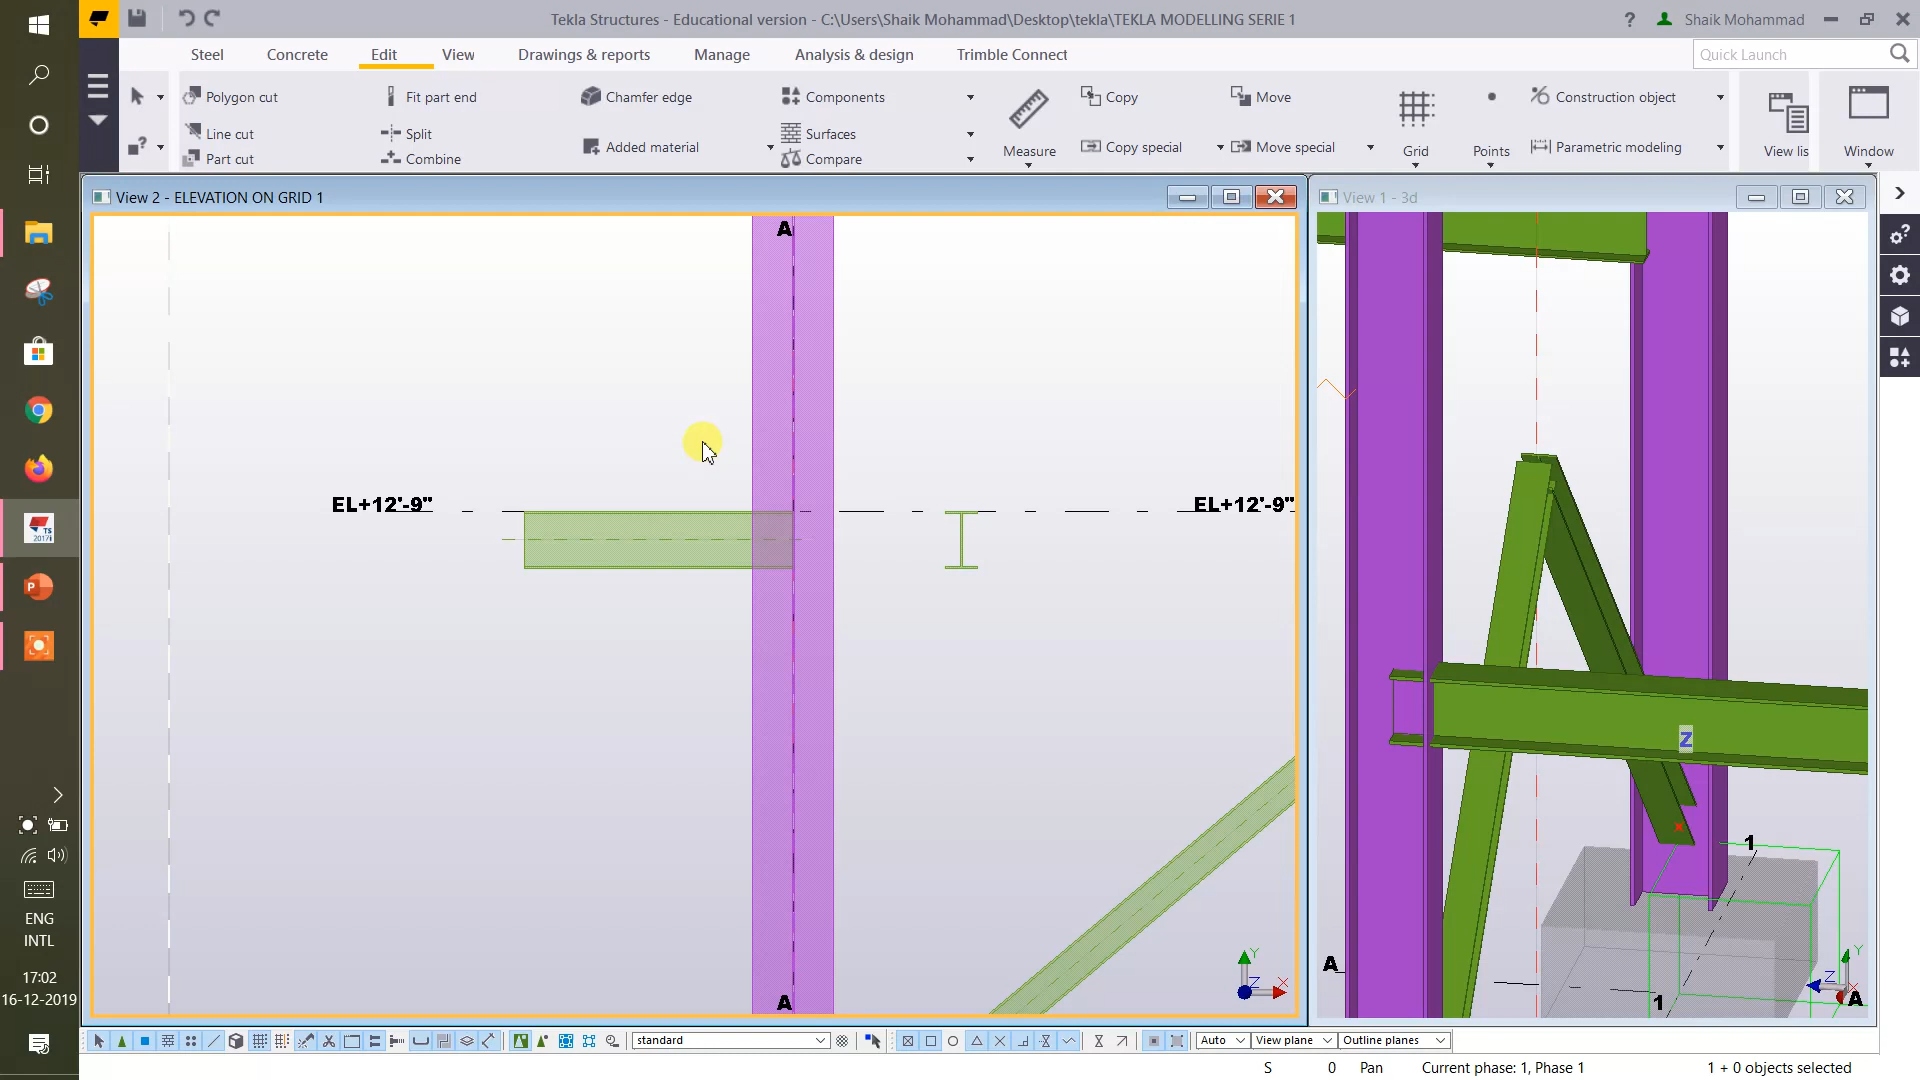 Tekla Structures - Educational version - C:\Users\Shaik Mohammad\Desktop\tekla\TEKLA MODELLING SERIE 1
? Shaik Mohammad
Steel Concrete Edit View Drawings & reports Manage Analysis & design Trimble Connect
Quick Launch
Polygon cut Fit part end Chamfer edge Components Copy Move Construction object
Line cut Split Surfaces
Added material Measure Copy special Move special Grid Points Parametric modeling View lis Window
Part cut Combine Compare
View 2 - ELEVATION ON GRID 1
View 1 - 3d
A
EL+12'-9" EL+12'-9"
Z
1
A
Y
Z X
A
1
Y
Z X
A
TS
2017i
P
ENG
INTL
17:02
16-12-2019
standard Auto View plane Outline planes
S 0 Pan Current phase: 1, Phase 1 1 + 0 objects selected